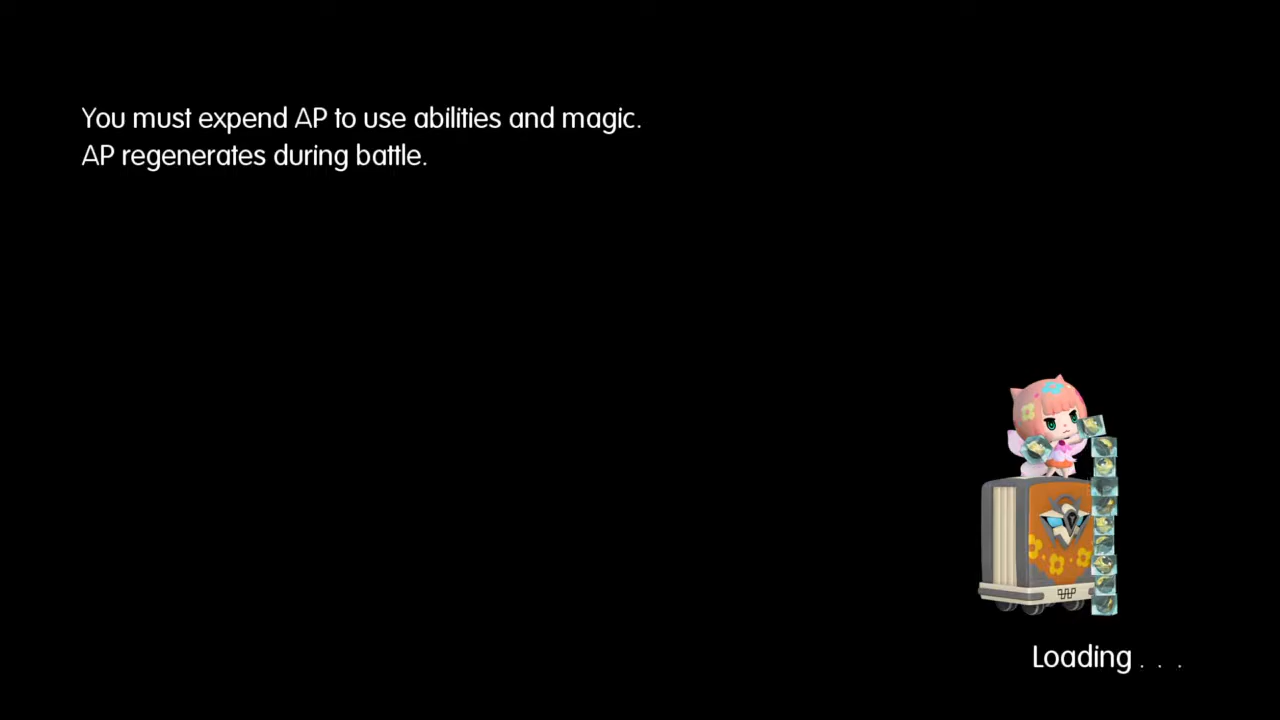 You must expend AP to use abilities and magic.
AP regenerates during battle.
Loading . . .